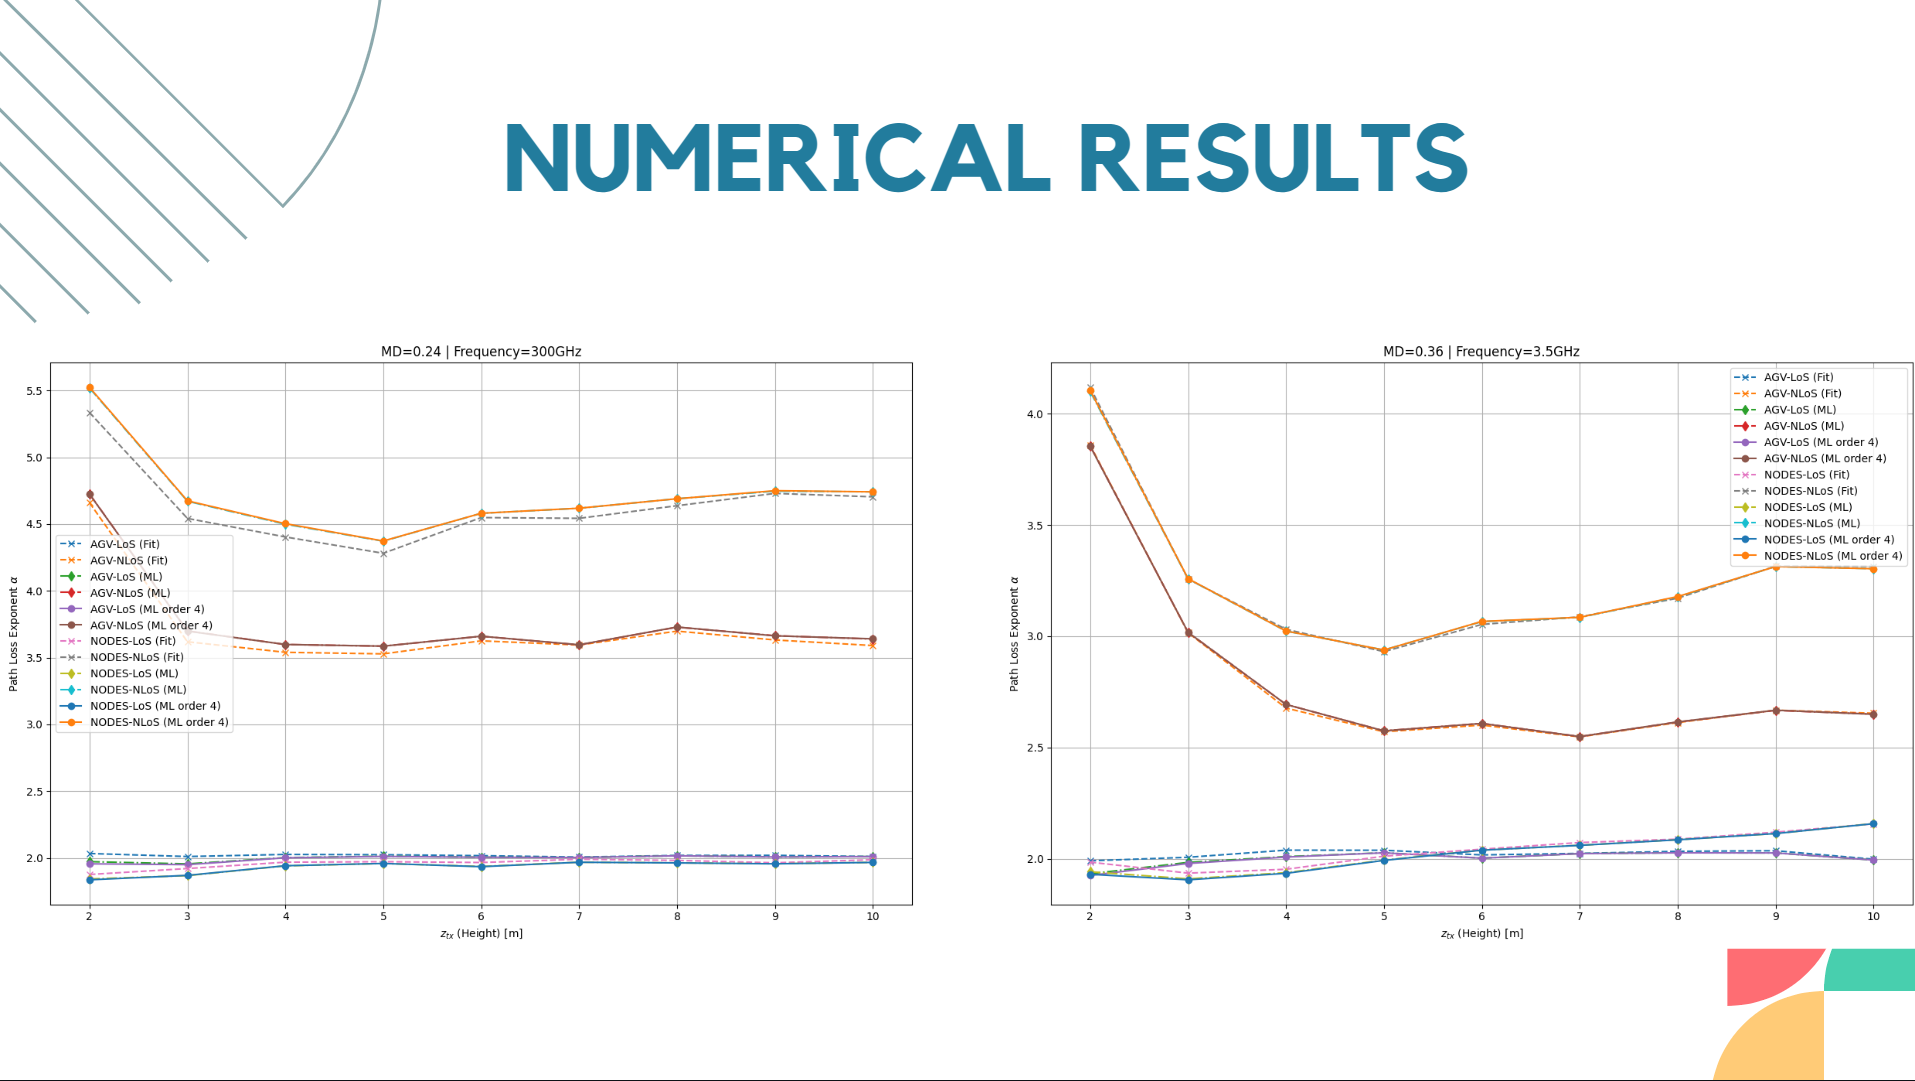 NUMERICAL RESULTS
MD=0.24 | Frequency=300GHz
5.5
5.0
4.5
4.0
3.5
3.0
2.5
2.0
Path Loss Exponent α
AGV-LoS (Fit)
AGV-NLoS (Fit)
AGV-LoS (ML)
AGV-NLoS (ML)
AGV-LoS (ML order 4)
AGV-NLoS (ML order 4)
NODES-LoS (Fit)
NODES-NLoS (Fit)
NODES-LoS (ML)
NODES-NLoS (ML)
NODES-LoS (ML order 4)
NODES-NLoS (ML order 4)
2 3 4 5 6 7 8 9 10
z_tx (Height) [m]
MD=0.36 | Frequency=3.5GHz
4.0
3.5
3.0
2.5
2.0
Path Loss Exponent α
AGV-LoS (Fit)
AGV-NLoS (Fit)
AGV-LoS (ML)
AGV-NLoS (ML)
AGV-LoS (ML order 4)
AGV-NLoS (ML order 4)
NODES-LoS (Fit)
NODES-NLoS (Fit)
NODES-LoS (ML)
NODES-NLoS (ML)
NODES-LoS (ML order 4)
NODES-NLoS (ML order 4)
2 3 4 5 6 7 8 9 10
z_tx (Height) [m]